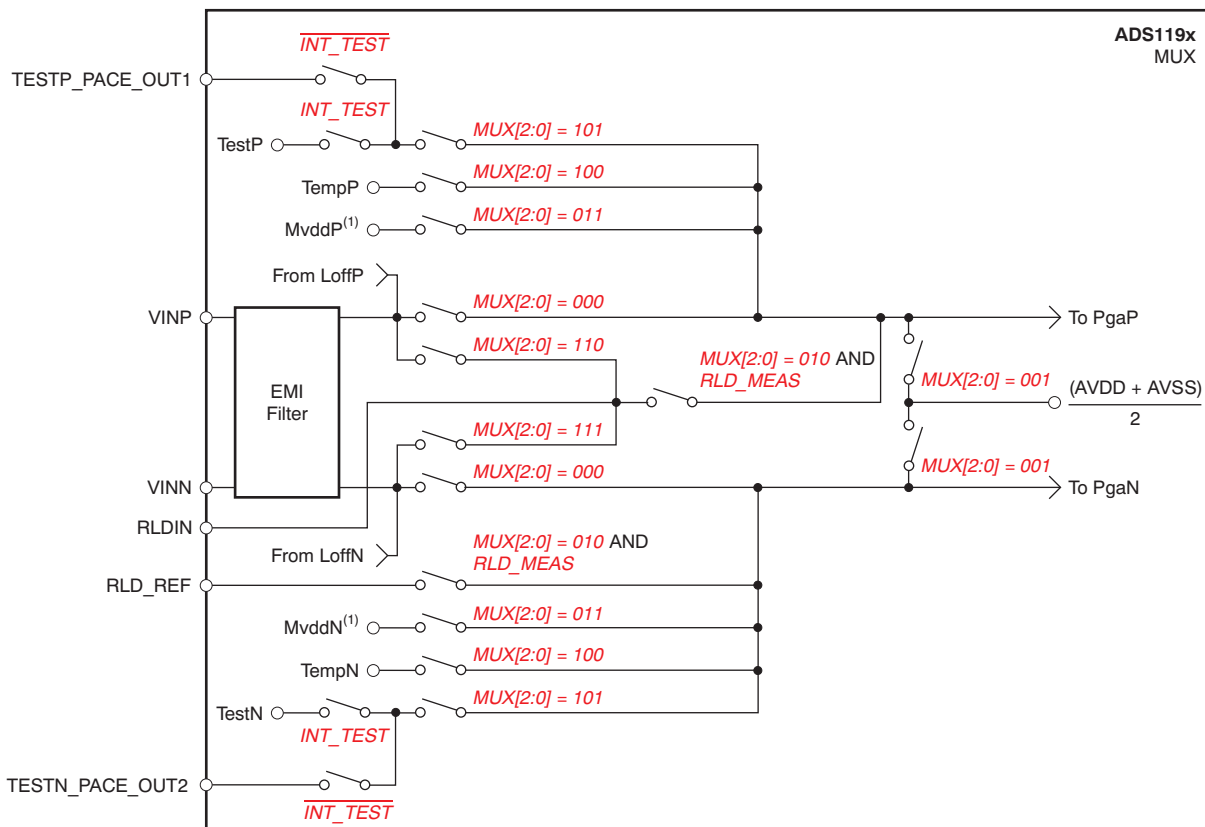 ADS119x
MUX
INT_TEST
TESTP_PACE_OUT1
INT_TEST
TestP
MUX[2:0] = 101
TempP
MUX[2:0] = 100
MvddP(1)
MUX[2:0] = 011
From LoffP
VINP
MUX[2:0] = 000
To PgaP
MUX[2:0] = 110
MUX[2:0] = 010 AND
RLD_MEAS
MUX[2:0] = 001
(AVDD + AVSS)
2
EMI
Filter
MUX[2:0] = 111
MUX[2:0] = 001
VINN
MUX[2:0] = 000
To PgaN
RLDIN
From LoffN
MUX[2:0] = 010 AND
RLD_MEAS
RLD_REF
MvddN(1)
MUX[2:0] = 011
TempN
MUX[2:0] = 100
TestN
MUX[2:0] = 101
INT_TEST
TESTN_PACE_OUT2
INT_TEST